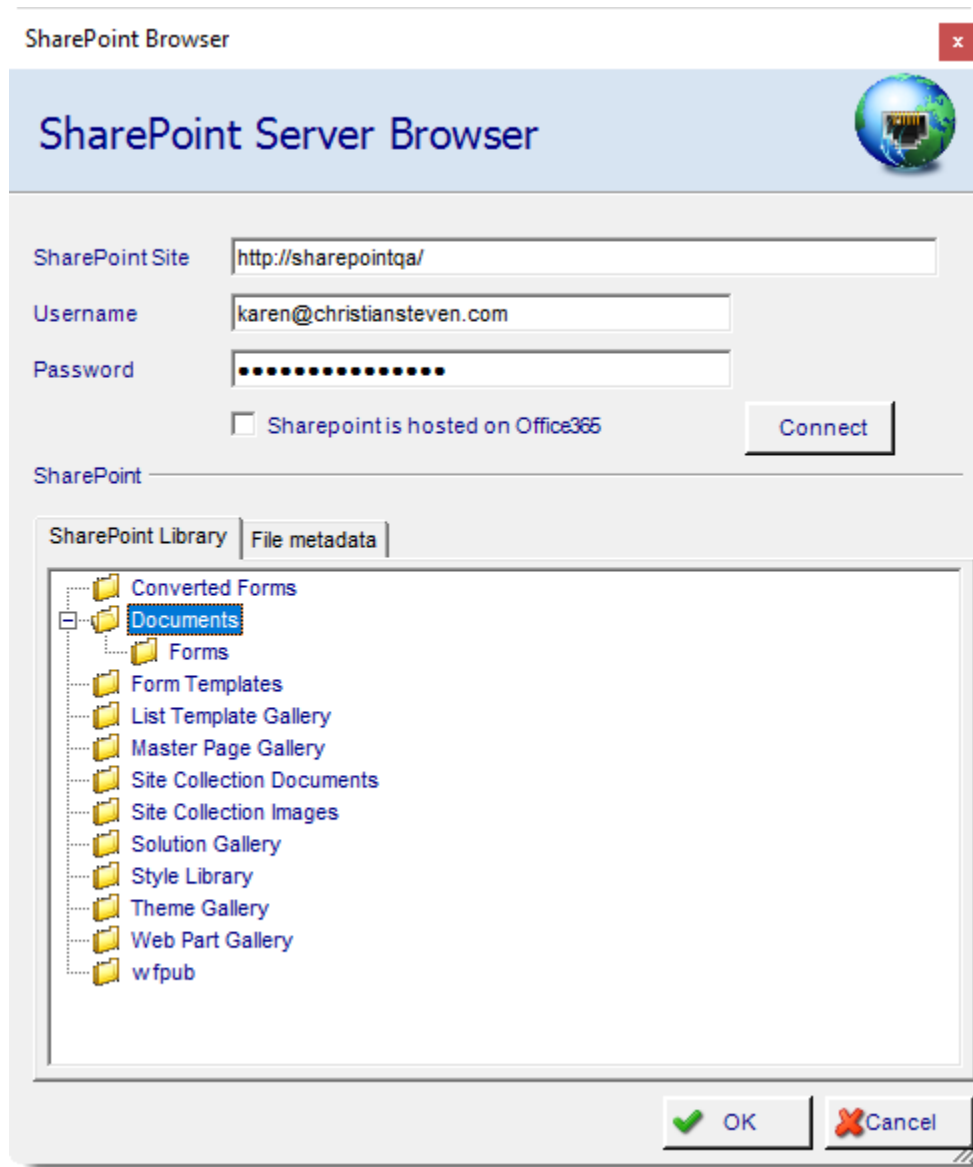 SharePoint Browser
x
SharePoint Server Browser
SharePoint Site http://sharepointqa/
Username karen@christiansteven.com
Password ●●●●●●●●●●●●●●●
Sharepoint is hosted on Office365 Connect
SharePoint
SharePoint Library File metadata
Converted Forms
Documents
Forms
Form Templates
List Template Gallery
Master Page Gallery
Site Collection Documents
Site Collection Images
Solution Gallery
Style Library
Theme Gallery
Web Part Gallery
wfpub
OK Cancel